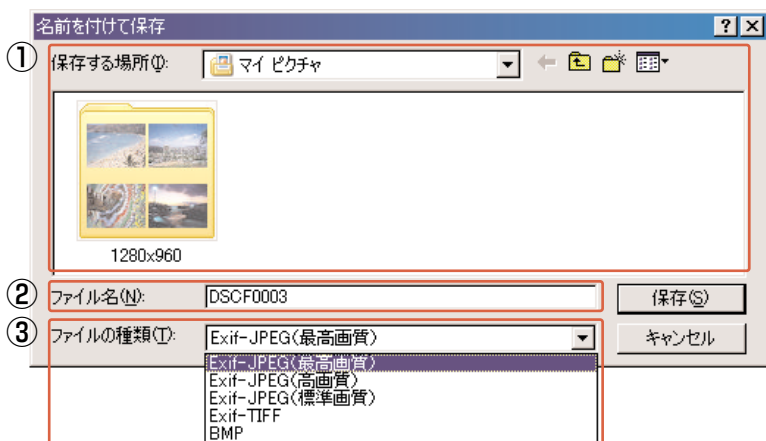 名前を付けて保存
① 保存する場所(I): マイ ピクチャ
1280x960
② ファイル名(N): DSCF0003 保存(S)
③ ファイルの種類(T): Exif-JPEG(最高画質) キャンセル
Exif-JPEG(最高画質)
Exif-JPEG(高画質)
Exif-JPEG(標準画質)
Exif-TIFF
BMP